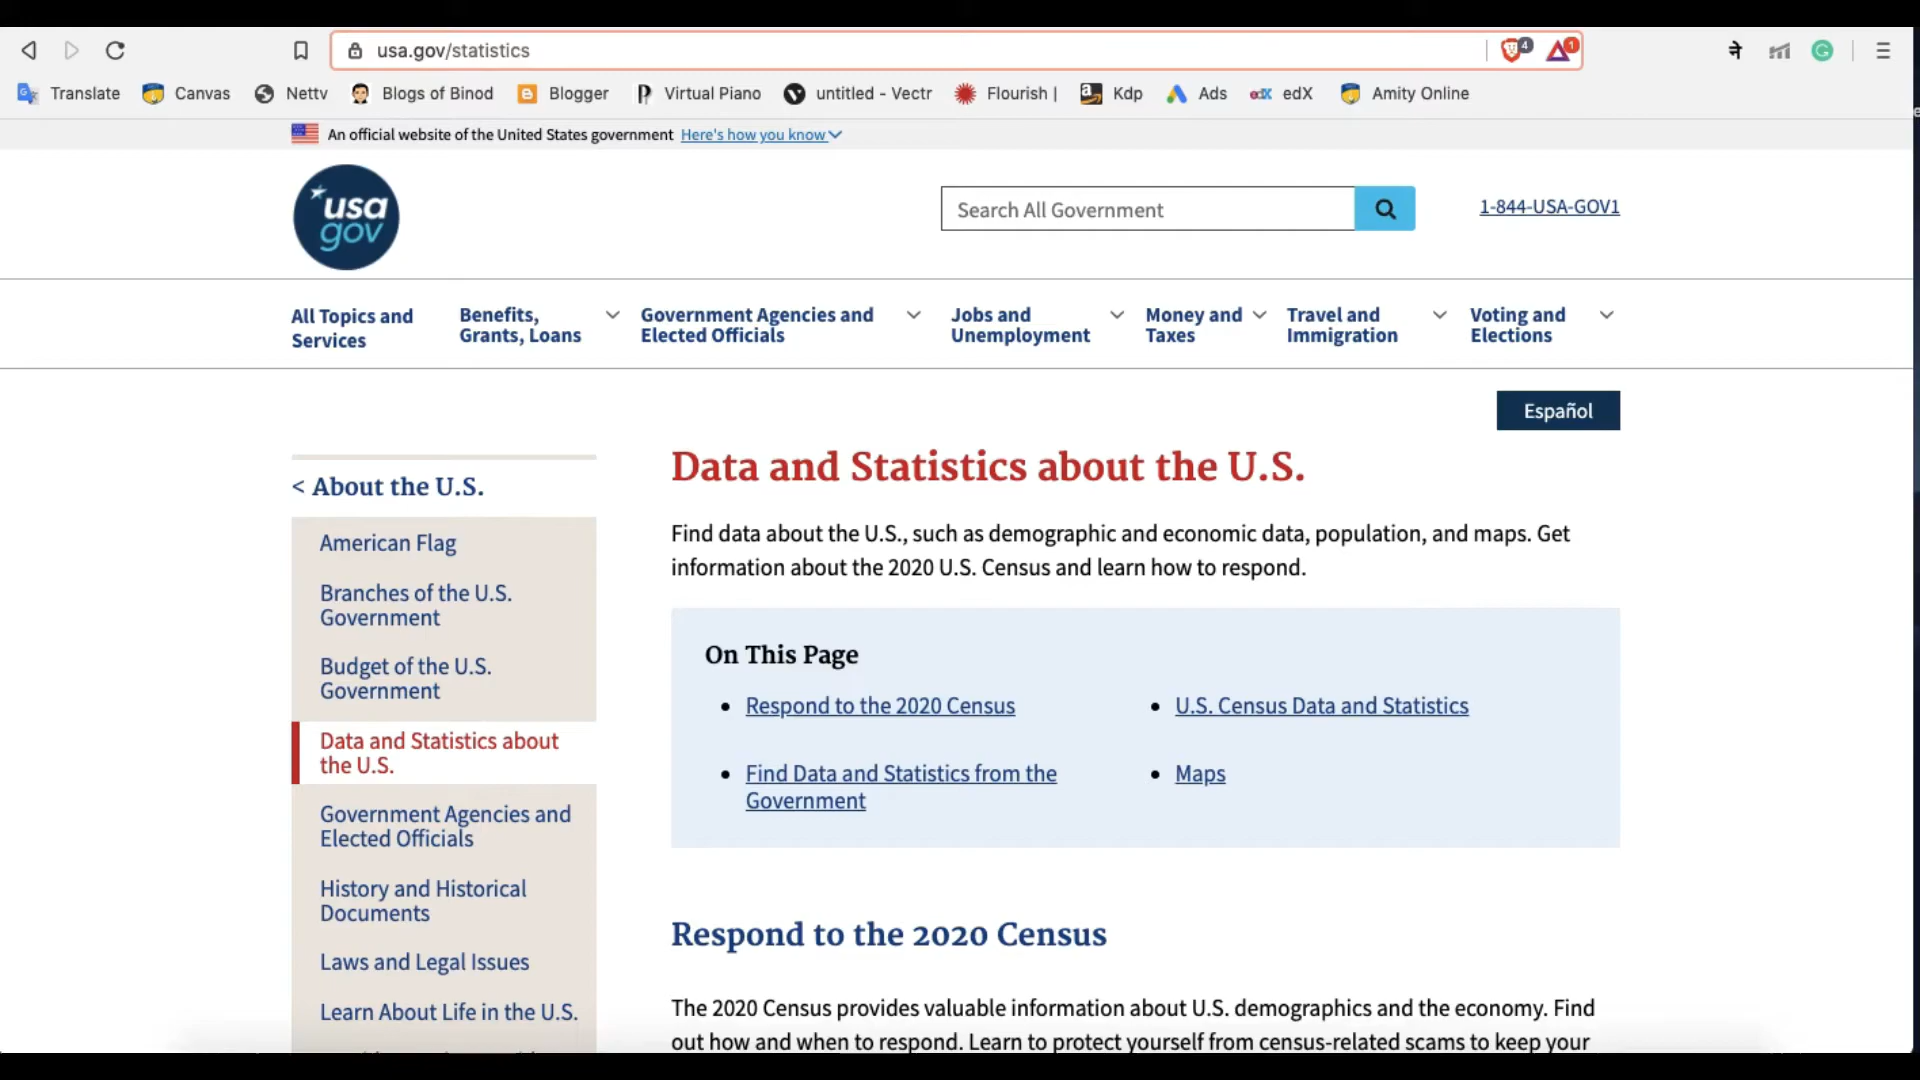 usa.gov/statistics
4
1
ने
Translate Canvas Nettv Blogs of Binod Blogger Virtual Piano untitled - Vectr Flourish | Kdp Ads edX edX Amity Online
An official website of the United States government Here's how you know
usa
gov
Search All Government
1-844-USA-GOV1
All Topics and
Services
Benefits,
Grants, Loans
Government Agencies and
Elected Officials
Jobs and
Unemployment
Money and
Taxes
Travel and
Immigration
Voting and
Elections
Español
< About the U.S.
American Flag
Branches of the U.S.
Government
Budget of the U.S.
Government
Data and Statistics about
the U.S.
Government Agencies and
Elected Officials
History and Historical
Documents
Laws and Legal Issues
Learn About Life in the U.S.
Data and Statistics about the U.S.
Find data about the U.S., such as demographic and economic data, population, and maps. Get
information about the 2020 U.S. Census and learn how to respond.
On This Page
Respond to the 2020 Census
U.S. Census Data and Statistics
Find Data and Statistics from the
Government
Maps
Respond to the 2020 Census
The 2020 Census provides valuable information about U.S. demographics and the economy. Find
out how and when to respond. Learn to protect yourself from census-related scams to keep your